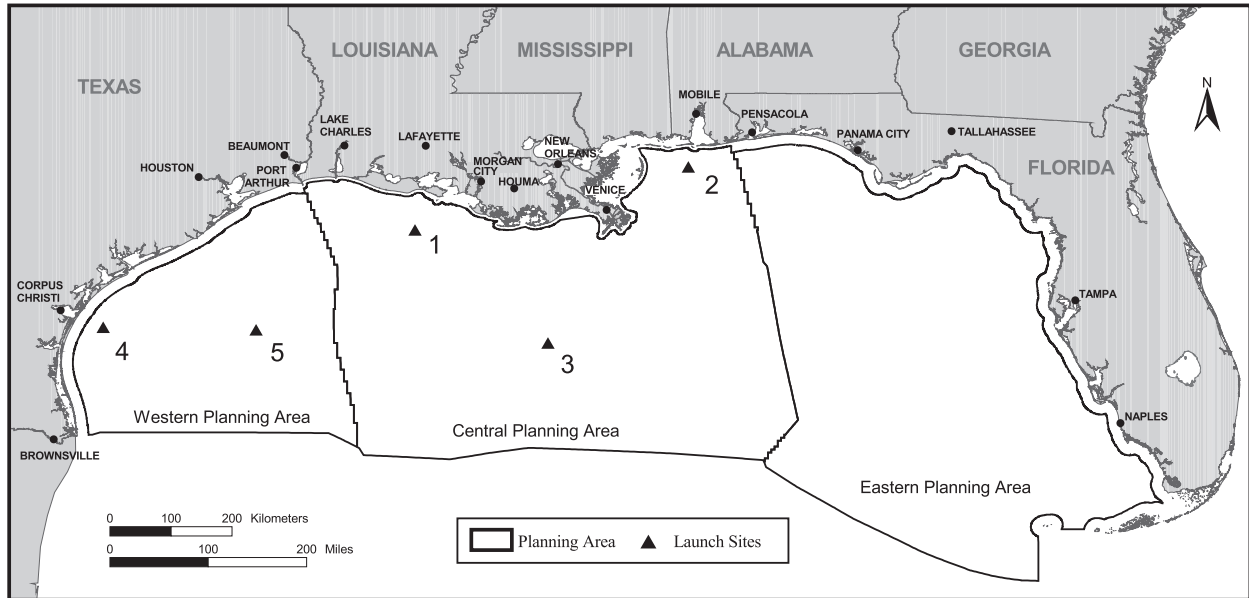 LOUISIANA
MISSISSIPPI
ALABAMA
GEORGIA
TEXAS
N
MOBILE
PENSACOLA
LAKE
CHARLES
LAFAYETTE
NEW
ORLEANS
PANAMA CITY
TALLAHASSEE
BEAUMONT
HOUSTON
PORT
ARTHUR
MORGAN
CITY
HOUMA
VENICE
FLORIDA
2
1
CORPUS
CHRISTI
TAMPA
4
5
3
Western Planning Area
Central Planning Area
NAPLES
BROWNSVILLE
Eastern Planning Area
0 100 200 Kilometers
0 100 200 Miles
Planning Area
Launch Sites